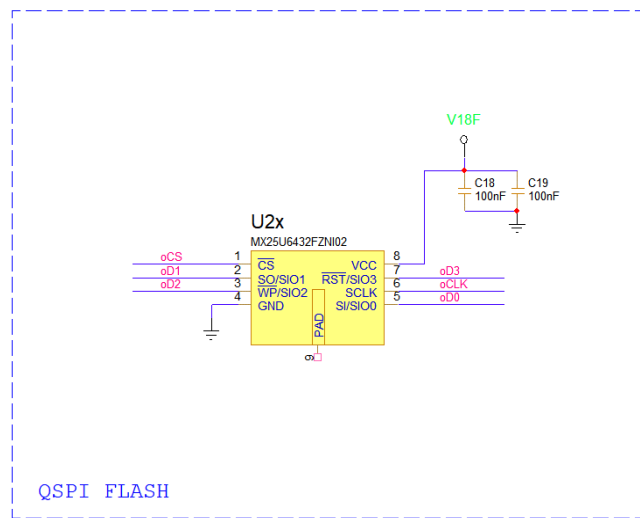 V18F
C18
100nF
C19
100nF
U2x
MX25U6432FZNI02
oCS 1 CS VCC 8
oD1 2 SO/SIO1 RST/SIO3 7 oD3
oD2 3 WP/SIO2 SCLK 6 oCLK
4 GND SI/SIO0 5 oD0
PAD
9
QSPI FLASH